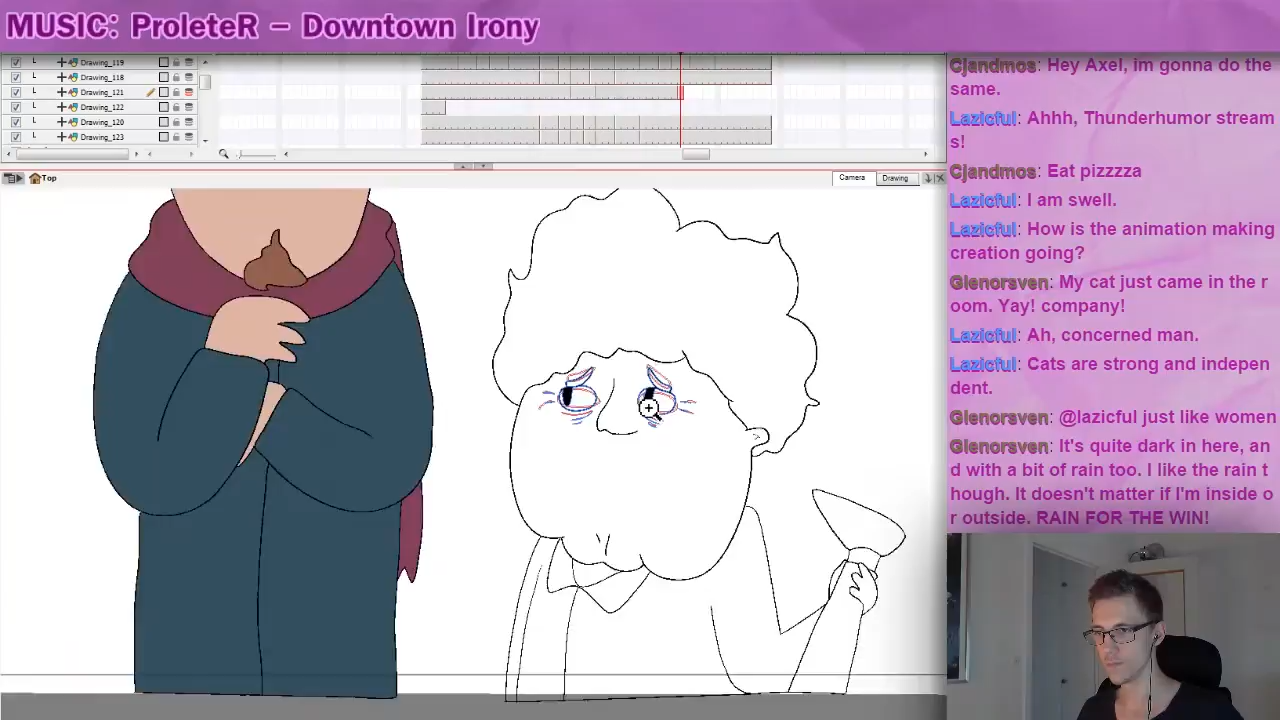 MUSIC: ProleteR – Downtown Irony
Drawing_119
Drawing_118
Drawing_121
Drawing_122
Drawing_120
Drawing_123
Top
Camera
Drawing
Cjandmos: Hey Axel, im gonna do the
same.
Lazicful: Ahhh, Thunderhumor stream
s!
Cjandmos: Eat pizzzza
Lazicful: I am swell.
Lazicful: How is the animation making
creation going?
Glenorsven: My cat just came in the r
oom. Yay! company!
Lazicful: Ah, concerned man.
Lazicful: Cats are strong and indepen
dent.
Glenorsven: @lazicful just like women
Glenorsven: It's quite dark in here, an
d with a bit of rain too. I like the rain t
hough. It doesn't matter if I'm inside o
r outside. RAIN FOR THE WIN!